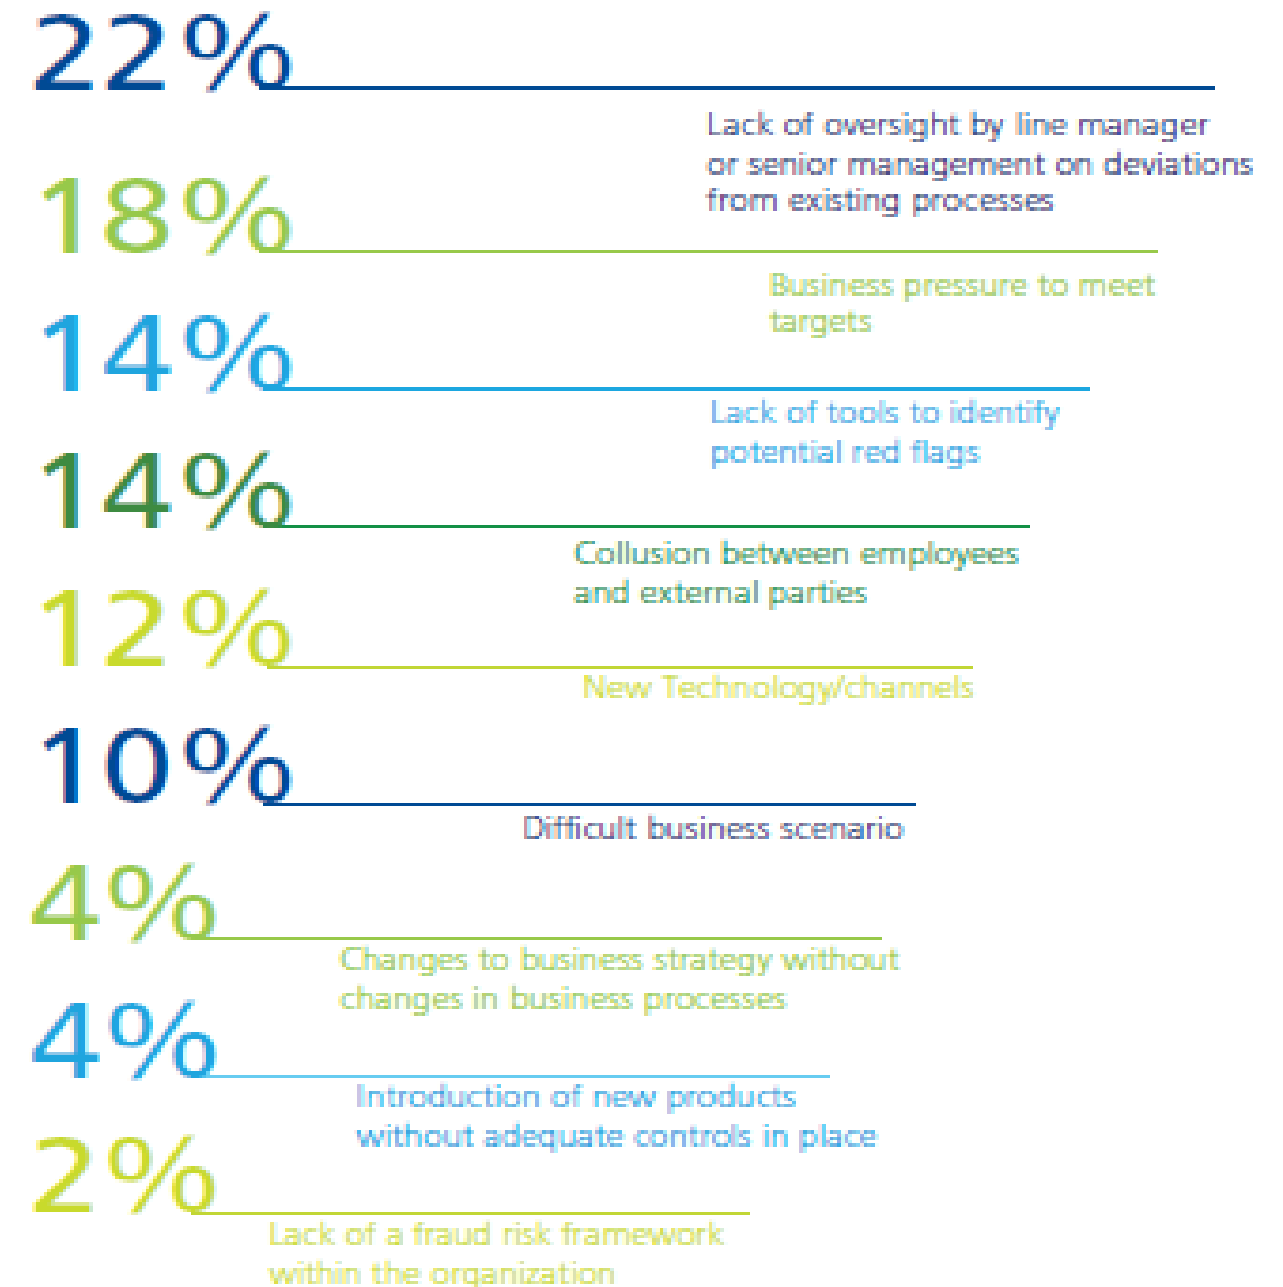 22%
Lack of oversight by line manager
or senior management on deviations
from existing processes
18%
Business pressure to meet
targets
14%
Lack of tools to identify
potential red flags
14%
Collusion between employees
and external parties
12%
New Technology/channels
10%
Difficult business scenario
4%
Changes to business strategy without
changes in business processes
4%
Introduction of new products
without adequate controls in place
2%
Lack of a fraud risk framework
within the organization